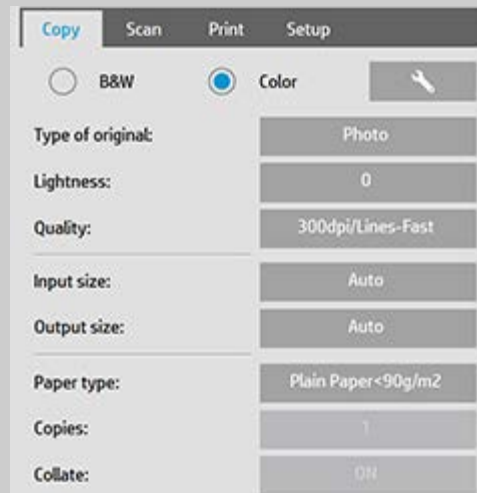 Copy Scan Print Setup
B&W Color
Type of original: Photo
Lightness: 0
Quality: 300dpi/Lines-Fast
Input size: Auto
Output size: Auto
Paper type: Plain Paper<90g/m2
Copies: 1
Collate: ON